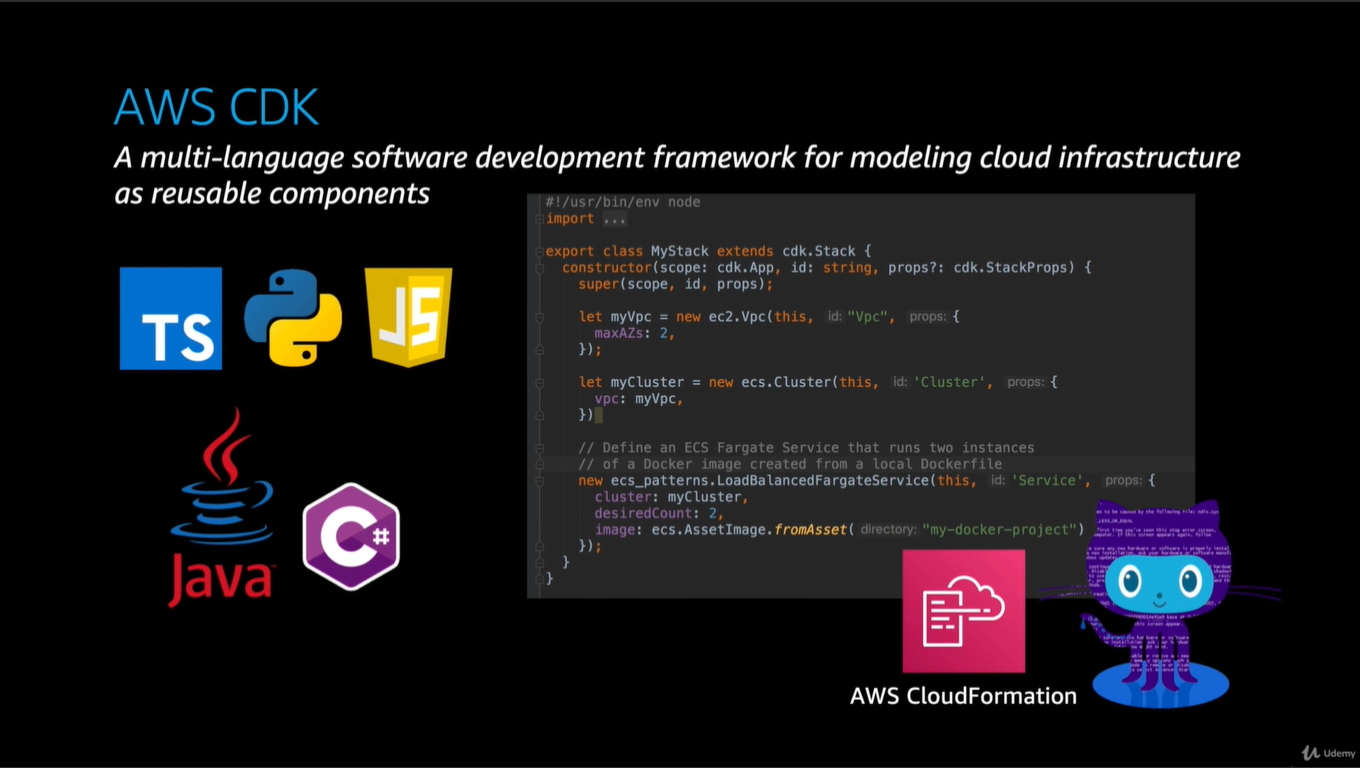 AWS CDK
A multi-language software development framework for modeling cloud infrastructure
as reusable components
TS
JS
Java
C#
#!/usr/bin/env node
import ...
export class MyStack extends cdk.Stack {
constructor(scope: cdk.App, id: string, props?: cdk.StackProps) {
super(scope, id, props);
let myVpc = new ec2.Vpc(this, id: "Vpc", props: {
maxAZs: 2,
});
let myCluster = new ecs.Cluster(this, id: 'Cluster', props: {
vpc: myVpc,
})
// Define an ECS Fargate Service that runs two instances
// of a Docker image created from a local Dockerfile
new ecs_patterns.LoadBalancedFargateService(this, id: 'Service', props: {
cluster: myCluster,
desiredCount: 2,
image: ecs.AssetImage.fromAsset( directory: "my-docker-project")
});
}
}
AWS CloudFormation
Udemy